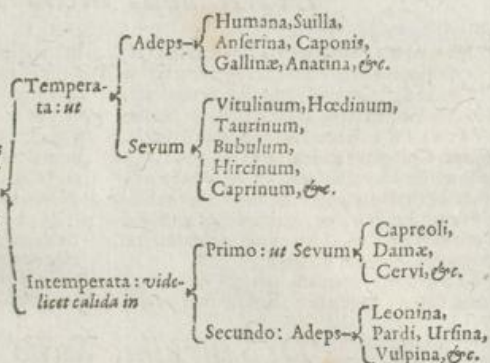 Tempera-
ta: ut
Adeps
Humana, Suilla,
Anſerina, Caponis,
Gallinæ, Anatina, &c.
Sevum
Vitulinum, Hœdinum,
Taurinum,
Bubulum,
Hircinum,
Caprinum, &c.
Intemperata: vide-
licet calida in
Primo: ut Sevum
Capreoli,
Damæ,
Cervi, &c.
Secundo: Adeps
Leonina,
Pardi, Urſina,
Vulpina, &c.